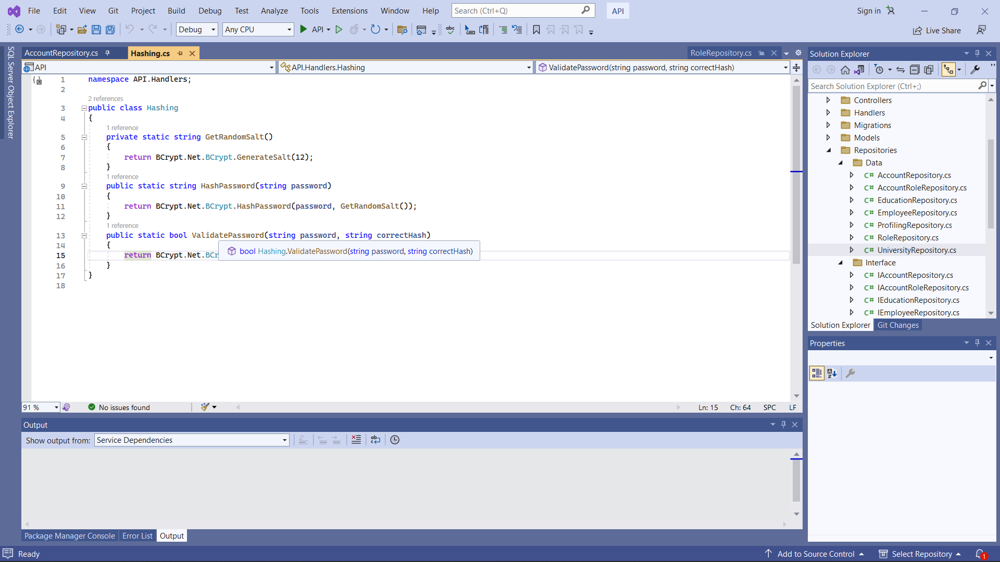 File Edit View Git Project Build Debug Test Analyze Tools Extensions Window Help Search (Ctrl+Q) API Sign in
Debug Any CPU API abc Live Share
SQL Server Object Explorer
AccountRepository.cs Hashing.cs RoleRepository.cs
API API.Handlers.Hashing ValidatePassword(string password, string correctHash)
1 namespace API.Handlers;
2
2 references
3 public class Hashing
4 {
1 reference
5 private static string GetRandomSalt()
6 {
7 return BCrypt.Net.BCrypt.GenerateSalt(12);
8 }
1 reference
9 public static string HashPassword(string password)
10 {
11 return BCrypt.Net.BCrypt.HashPassword(password, GetRandomSalt());
12 }
1 reference
13 public static bool ValidatePassword(string password, string correctHash)
14 {
bool Hashing.ValidatePassword(string password, string correctHash)
15 return BCrypt.Net.BCr
16 }
17 }
18
91 % No issues found Ln: 15 Ch: 64 SPC LF
Output
Show output from: Service Dependencies
Package Manager Console Error List Output
Solution Explorer
Search Solution Explorer (Ctrl+;)
Controllers
Handlers
Migrations
Models
Repositories
Data
C# AccountRepository.cs
C# AccountRoleRepository.cs
C# EducationRepository.cs
C# EmployeeRepository.cs
C# ProfilingRepository.cs
C# RoleRepository.cs
C# UniversityRepository.cs
Interface
C# IAccountRepository.cs
C# IAccountRoleRepository.cs
C# IEducationRepository.cs
C# IEmployeeRepository.cs
Solution Explorer Git Changes
Properties
Ready Add to Source Control Select Repository 1